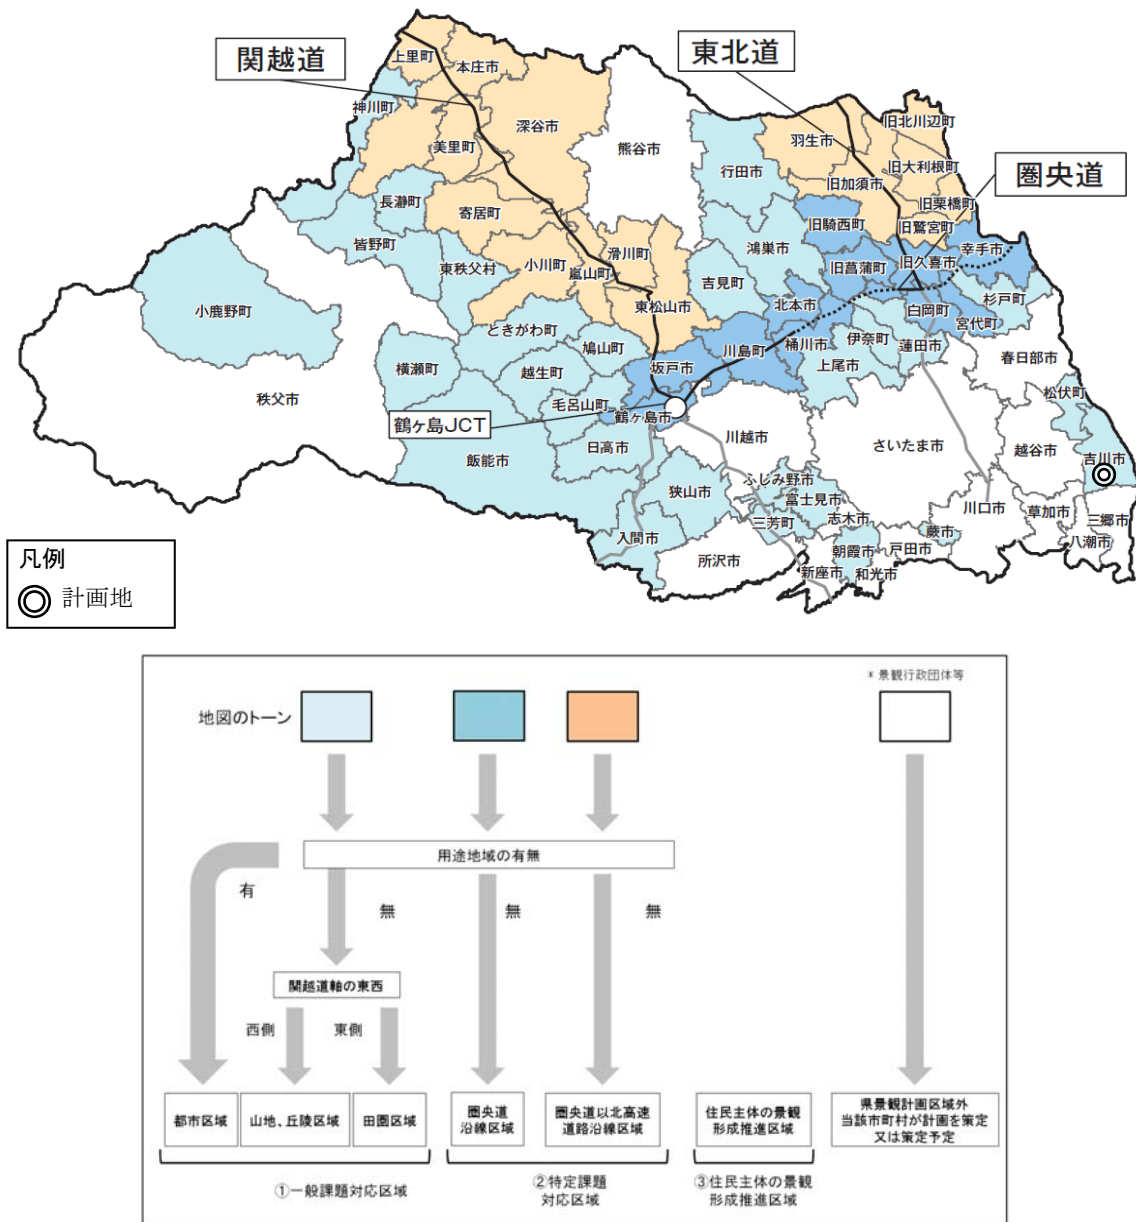 関越道
東北道
圏央道
上里町
本庄市
神川町
美里町
深谷市
熊谷市
行田市
羽生市
旧北川辺町
旧大利根町
旧加須市
旧栗橋町
旧鷲宮町
旧騎西町
長瀞町
寄居町
皆野町
東秩父村
小川町
嵐山町
滑川町
東松山市
吉見町
鴻巣市
旧菖蒲町
旧久喜市
幸手市
杉戸町
小鹿野町
ときがわ町
鳩山町
川島町
北本市
桶川市
伊奈町
白岡町
宮代町
蓮田市
上尾市
春日部市
横瀬町
越生町
坂戸市
秩父市
毛呂山町
鶴ヶ島市
鶴ヶ島JCT
松伏町
川越市
さいたま市
越谷市
吉川市
日高市
飯能市
狭山市
ふじみ野市
富士見市
三芳町
志木市
川口市
草加市
三郷市
八潮市
入間市
所沢市
朝霞市
蕨市
戸田市
新座市
和光市
凡例
計画地
* 景観行政団体等
地図のトーン
用途地域の有無
有
無
無
無
関越道軸の東西
西側
東側
都市区域
山地、丘陵区域
田園区域
圏央道
沿線区域
圏央道以北高速
道路沿線区域
住民主体の景観
形成推進区域
県景観計画区域外
当該市町村が計画を策定
又は策定予定
①一般課題対応区域
②特定課題
対応区域
③住民主体の景観
形成推進区域